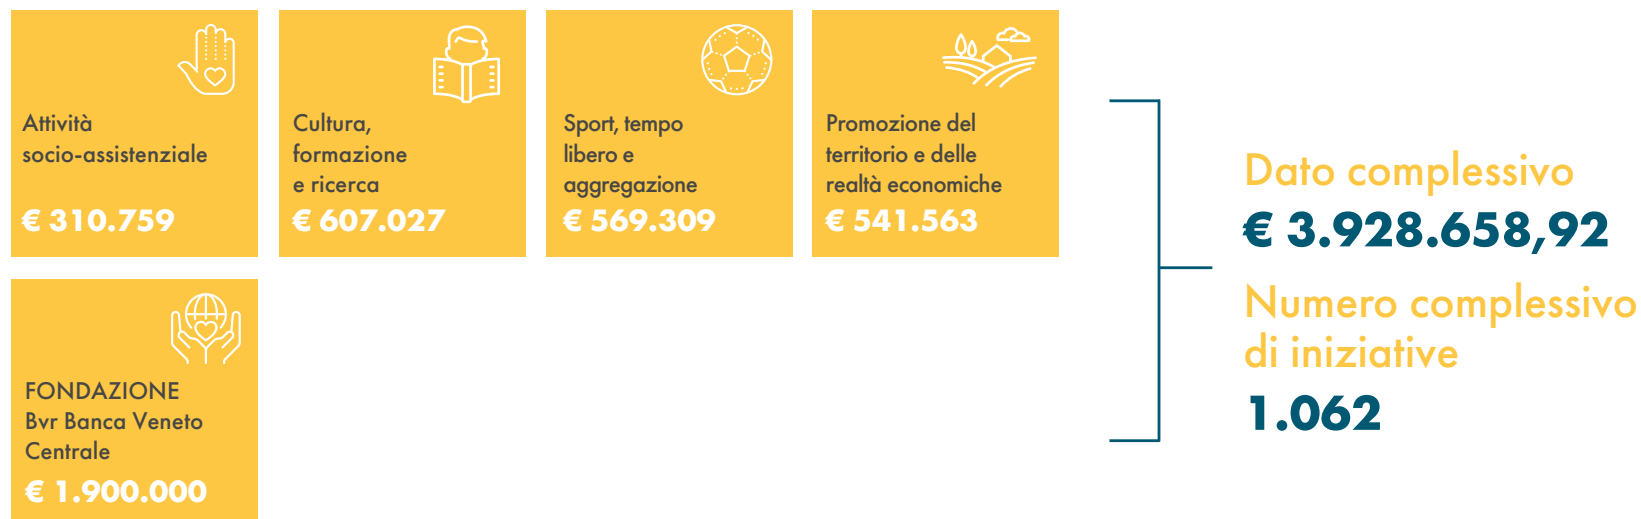 Attività
socio-assistenziale
€ 310.759
Cultura,
formazione
e ricerca
€ 607.027
Sport, tempo
libero e
aggregazione
€ 569.309
Promozione del
territorio e delle
realtà economiche
€ 541.563
FONDAZIONE
Bvr Banca Veneto
Centrale
€ 1.900.000
Dato complessivo
€ 3.928.658,92
Numero complessivo
di iniziative
1.062